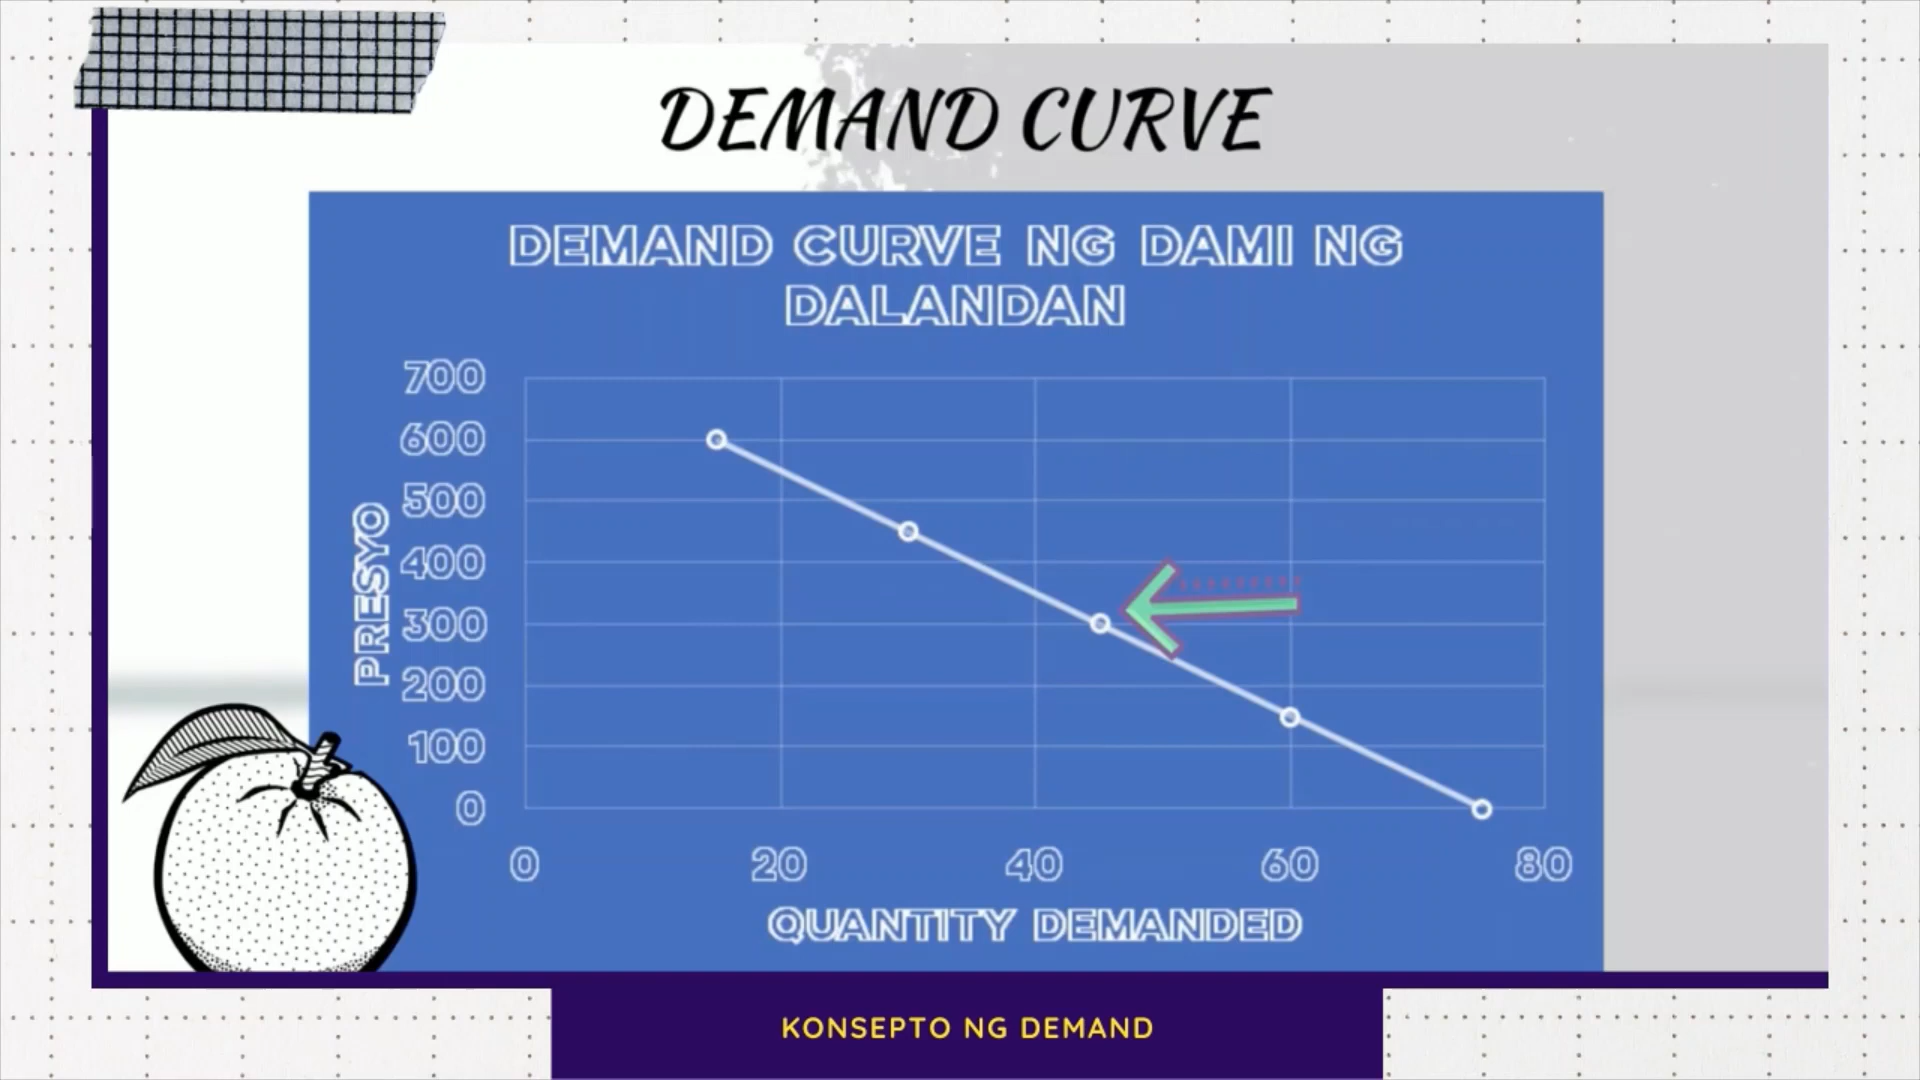 DEMAND CURVE
DEMAND CURVE NG DAMI NG
DALANDAN
700
600
500
400
300
200
100
0
PRESYO
0 20 40 60 80
QUANTITY DEMANDED
KONSEPTO NG DEMAND